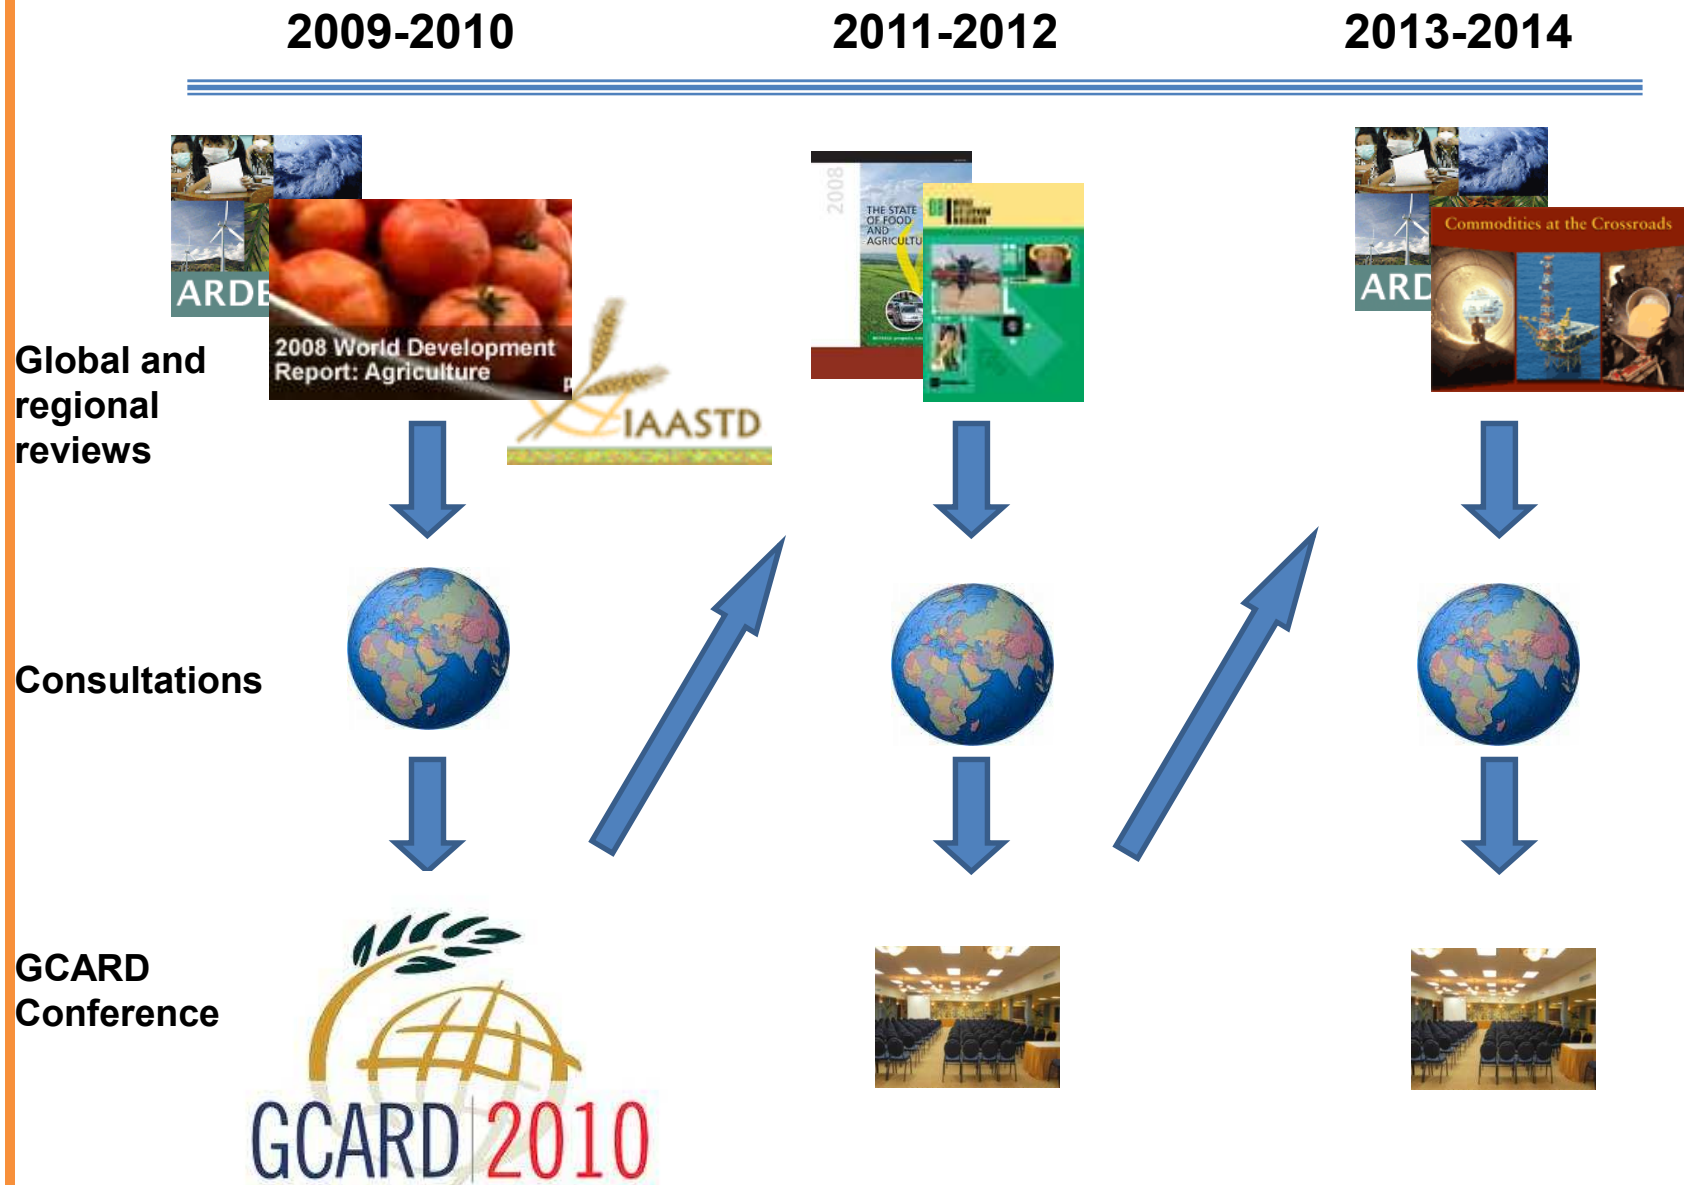 2009-2010
2011-2012
2013-2014
ARDE
2008 World Development
Report: Agriculture
IAASTD
2008
THE STATE
OF FOOD
AND
AGRICULTU
ARD
Commodities at the Crossroads
Global and
regional
reviews
Consultations
GCARD
Conference
GCARD 2010